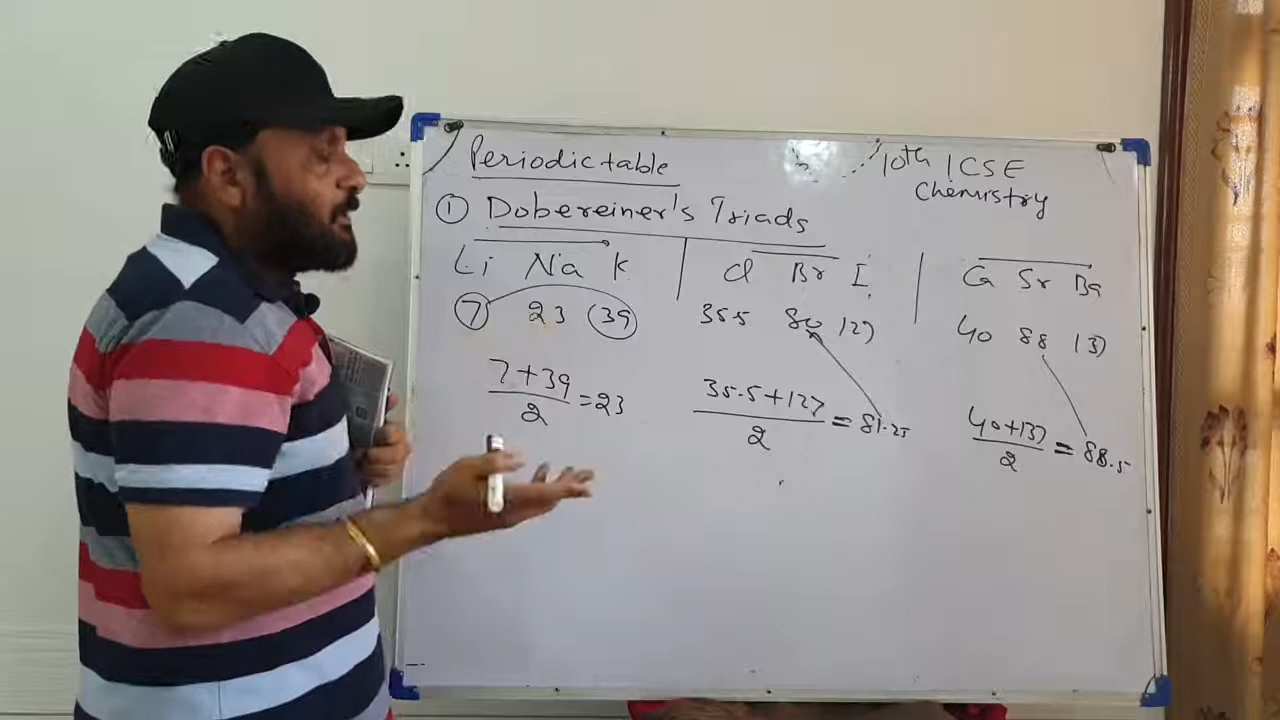 Periodic table
10th ICSE
Chemistry
① Dobereiner's Triads
Li Na K
7 23 39
7+39
2
=23
Cl Br I
35.5 80 127
35.5+127
2
= 81.25
Ca Sr Ba
40 88 137
40+137
2
= 88.5